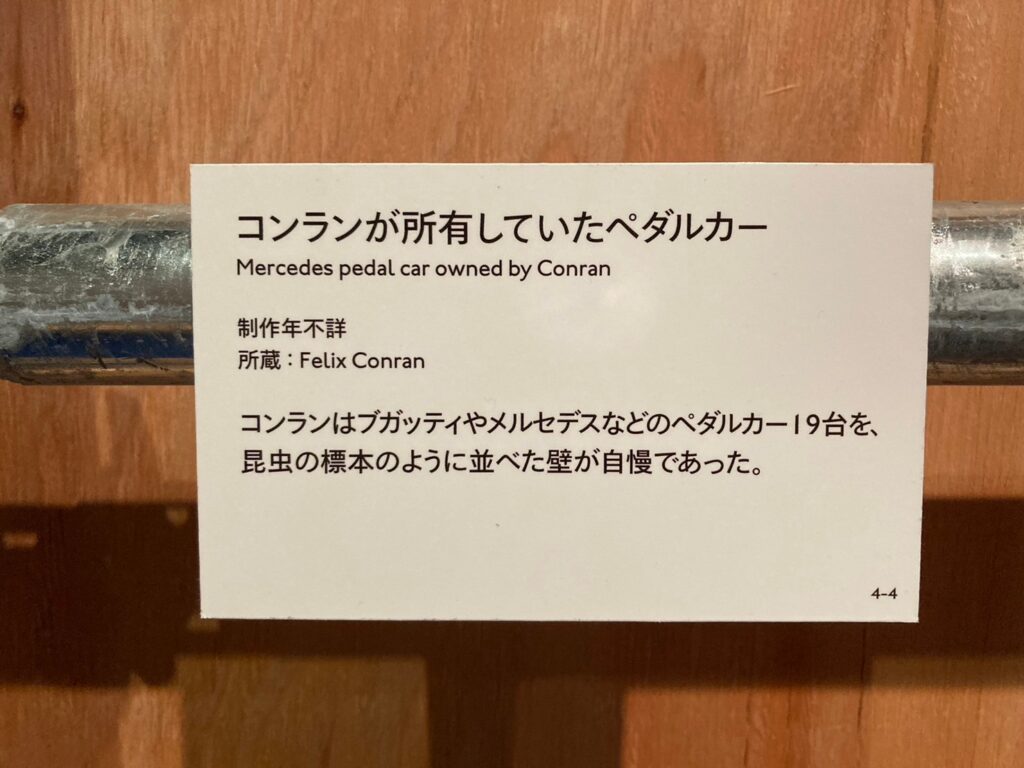 コンランが所有していたペダルカー
Mercedes pedal car owned by Conran
制作年不詳
所蔵：Felix Conran
コンランはブガッティやメルセデスなどのペダルカー19台を、
昆虫の標本のように並べた壁が自慢であった。
4-4